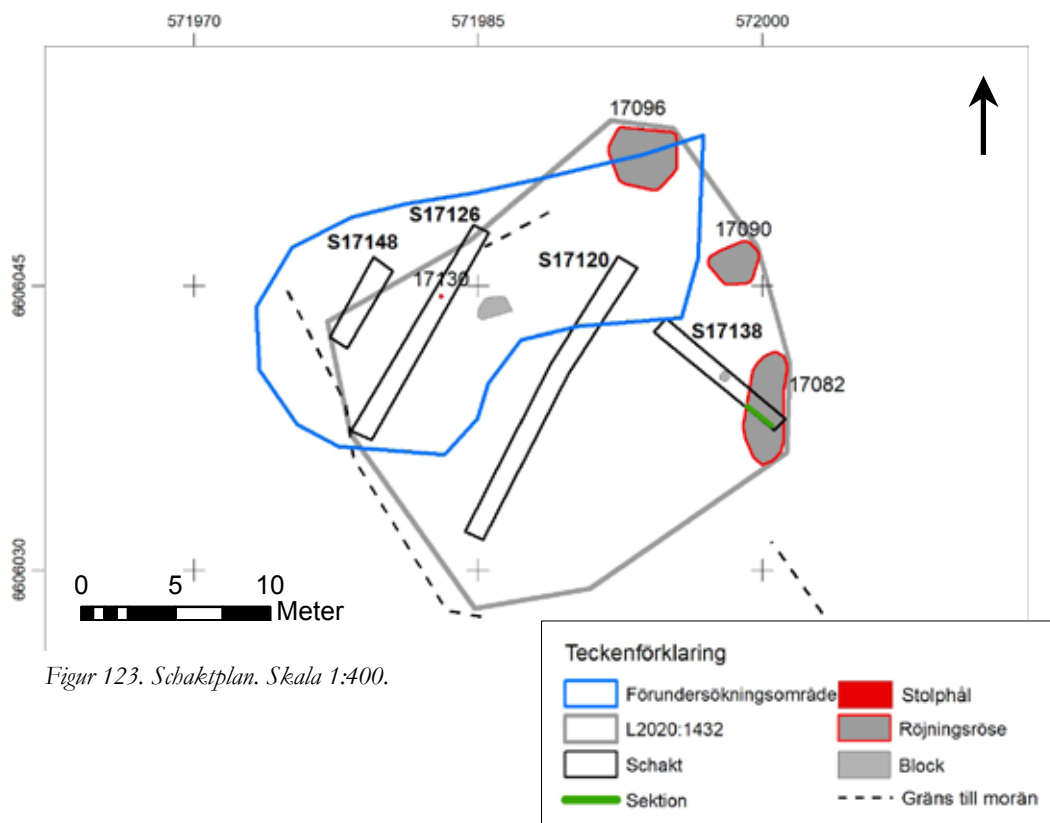 571970 571985 572000
17096
S17126
17090
S17148
S17120
17130
6606045
S17138
17082
6606030
0 5 10
Meter
Figur 123. Schaktplan. Skala 1:400.
Teckenförklaring
Förundersökningsområde
Stolphål
L2020:1432
Röjningsröse
Schakt
Block
Sektion
Gräns till morän